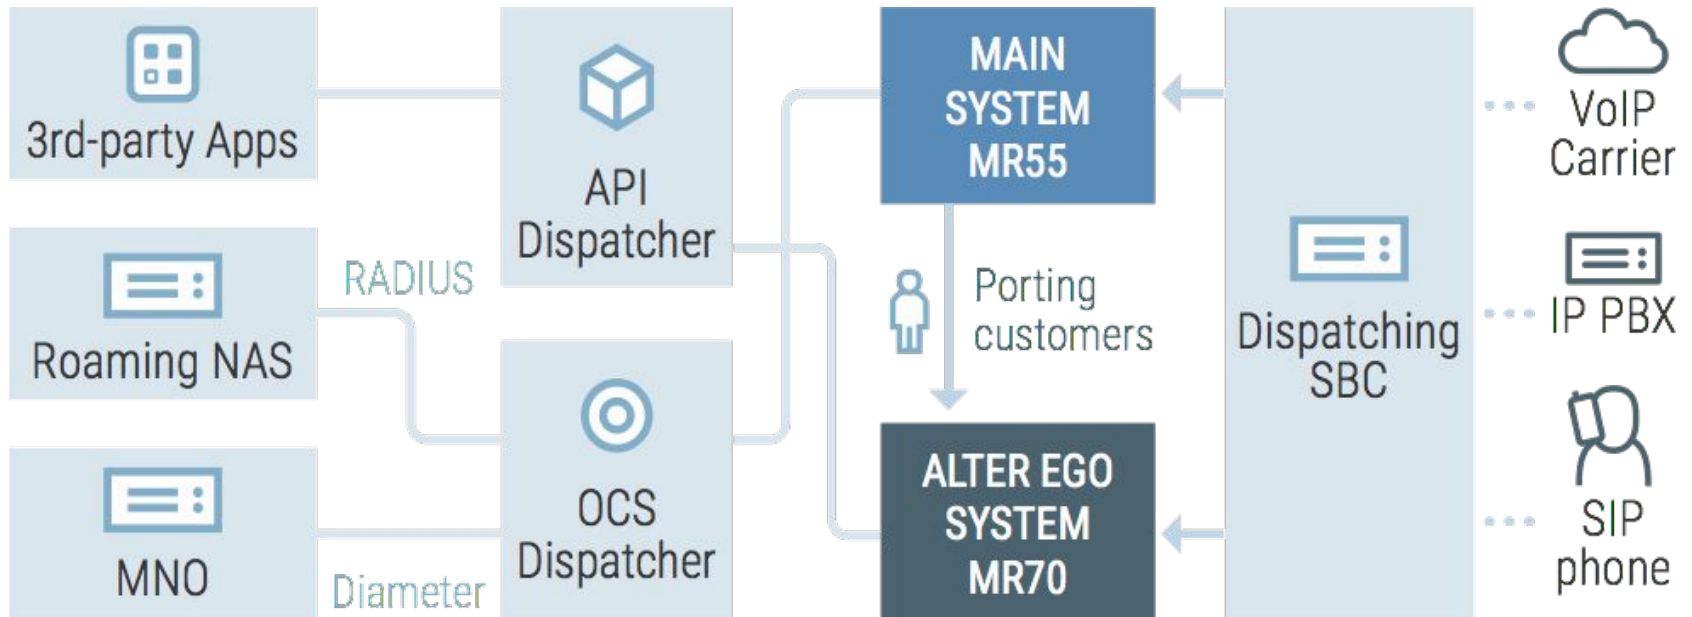 3rd-party Apps
Roaming NAS
MNO
RADIUS
Diameter
API
Dispatcher
OCS
Dispatcher
MAIN
SYSTEM
MR55
Porting
customers
ALTER EGO
SYSTEM
MR70
Dispatching
SBC
VoIP
Carrier
IP PBX
SIP
phone